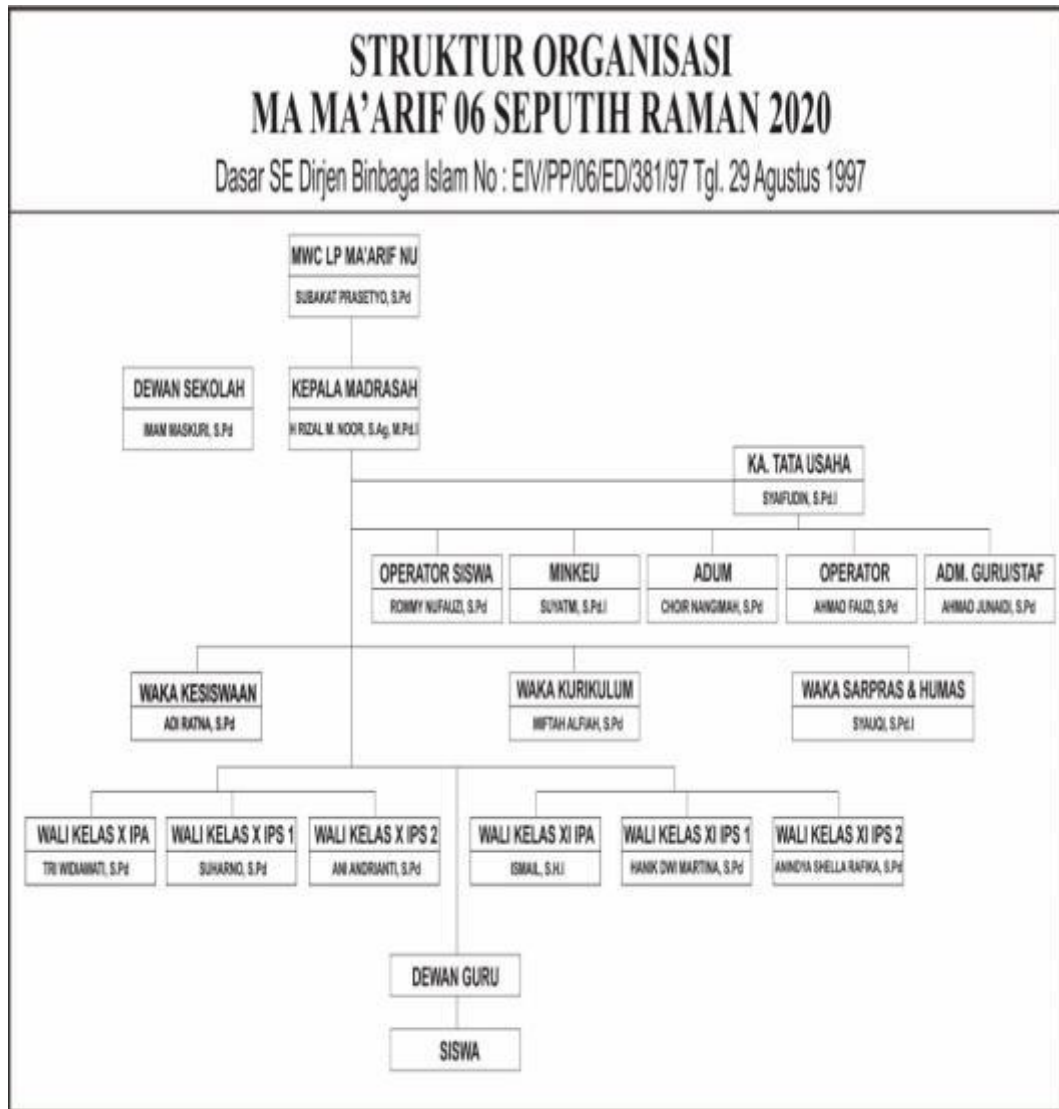 STRUKTUR ORGANISASI
MA MA'ARIF 06 SEPUTIH RAMAN 2020
Dasar SE Dirjen Binbaga Islam No : EIV/PP/06/ED/381/97 Tgl. 29 Agustus 1997
MWC LP MA'ARIF NU
SUBAKAT PRASETYO, S.Pd
DEWAN SEKOLAH
IMAM MASKURI, S.Pd
KEPALA MADRASAH
H RIZAL M. NOOR, S.Ag, M.Pd.I
KA. TATA USAHA
SYAIFUDIN, S.Pd.I
OPERATOR SISWA
ROMMY NUFAUZI, S.Pd
MINKEU
SUYATMI, S.Pd.I
ADUM
CHOIR NANGIMAH, S.Pd
OPERATOR
AHMAD FAUZI, S.Pd
ADM. GURU/STAF
AHMAD JUNAIDI, S.Pd
WAKA KESISWAAN
ADI RATNA, S.Pd
WAKA KURIKULUM
MIFTAH ALFIAH, S.Pd
WAKA SARPRAS & HUMAS
SYAUQI, S.Pd.I
WALI KELAS X IPA
TRI WIDIAWATI, S.Pd
WALI KELAS X IPS 1
SUHARNO, S.Pd
WALI KELAS X IPS 2
ANI ANDRIANTI, S.Pd
WALI KELAS XI IPA
ISMAIL, S.H.I
WALI KELAS XI IPS 1
HANIK DWI MARTINA, S.Pd
WALI KELAS XI IPS 2
ANINDYA SHELLA RAFIKA, S.Pd
DEWAN GURU
SISWA